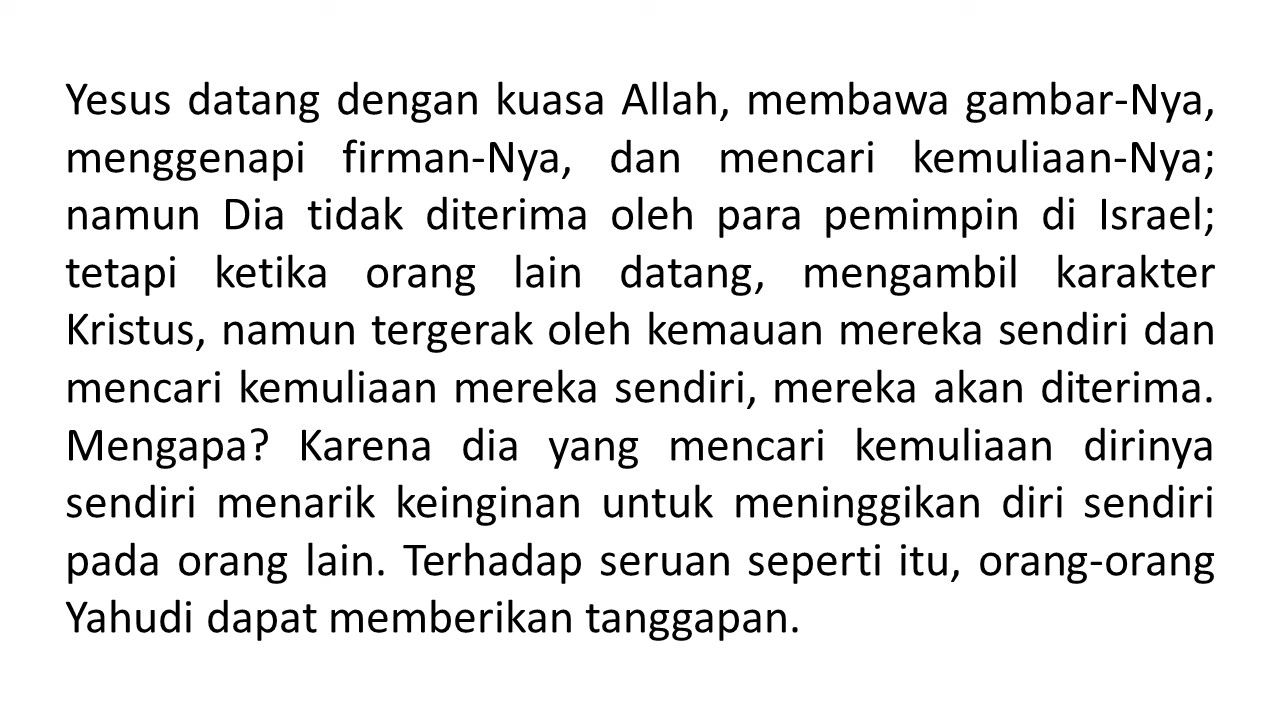 Yesus datang dengan kuasa Allah, membawa gambar-Nya,
menggenapi firman-Nya, dan mencari kemuliaan-Nya;
namun Dia tidak diterima oleh para pemimpin di Israel;
tetapi ketika orang lain datang, mengambil karakter
Kristus, namun tergerak oleh kemauan mereka sendiri dan
mencari kemuliaan mereka sendiri, mereka akan diterima.
Mengapa? Karena dia yang mencari kemuliaan dirinya
sendiri menarik keinginan untuk meninggikan diri sendiri
pada orang lain. Terhadap seruan seperti itu, orang-orang
Yahudi dapat memberikan tanggapan.